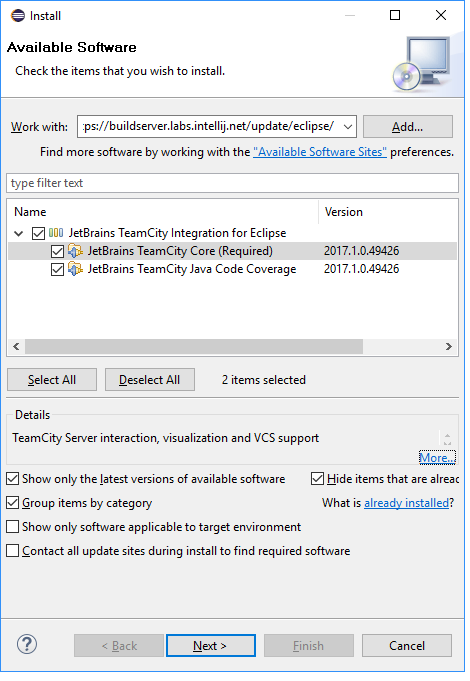 Install
Available Software
Check the items that you wish to install.
Work with: ps://buildserver.labs.intellij.net/update/eclipse/ Add...
Find more software by working with the "Available Software Sites" preferences.
type filter text
Name Version
JetBrains TeamCity Integration for Eclipse
JetBrains TeamCity Core (Required) 2017.1.0.49426
JetBrains TeamCity Java Code Coverage 2017.1.0.49426
Select All Deselect All 2 items selected
Details
TeamCity Server interaction, visualization and VCS support
More...
Show only the latest versions of available software Hide items that are alread
Group items by category What is already installed?
Show only software applicable to target environment
Contact all update sites during install to find required software
? < Back Next > Finish Cancel